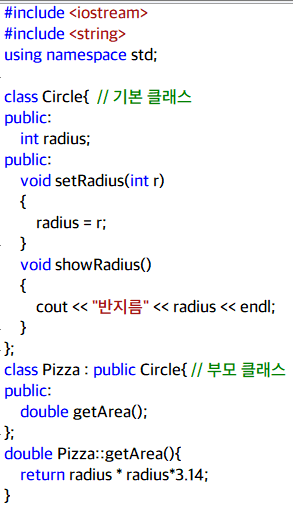 #include <iostream>
#include <string>
using namespace std;
class Circle{ // 기본 클래스
public:
int radius;
public:
void setRadius(int r)
{
radius = r;
}
void showRadius()
{
cout << "반지름" << radius << endl;
}
};
class Pizza : public Circle{ // 부모 클래스
public:
double getArea();
};
double Pizza::getArea(){
return radius * radius*3.14;
}